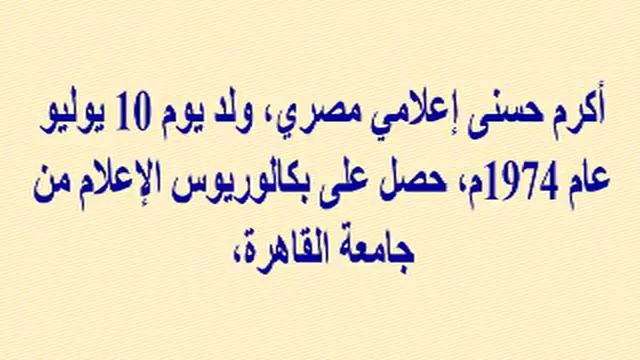 أكرم حسنى إعلامي مصري، ولد يوم 10 يوليو
عام 1974م، حصل على بكالوريوس الإعلام من
جامعة القاهرة،